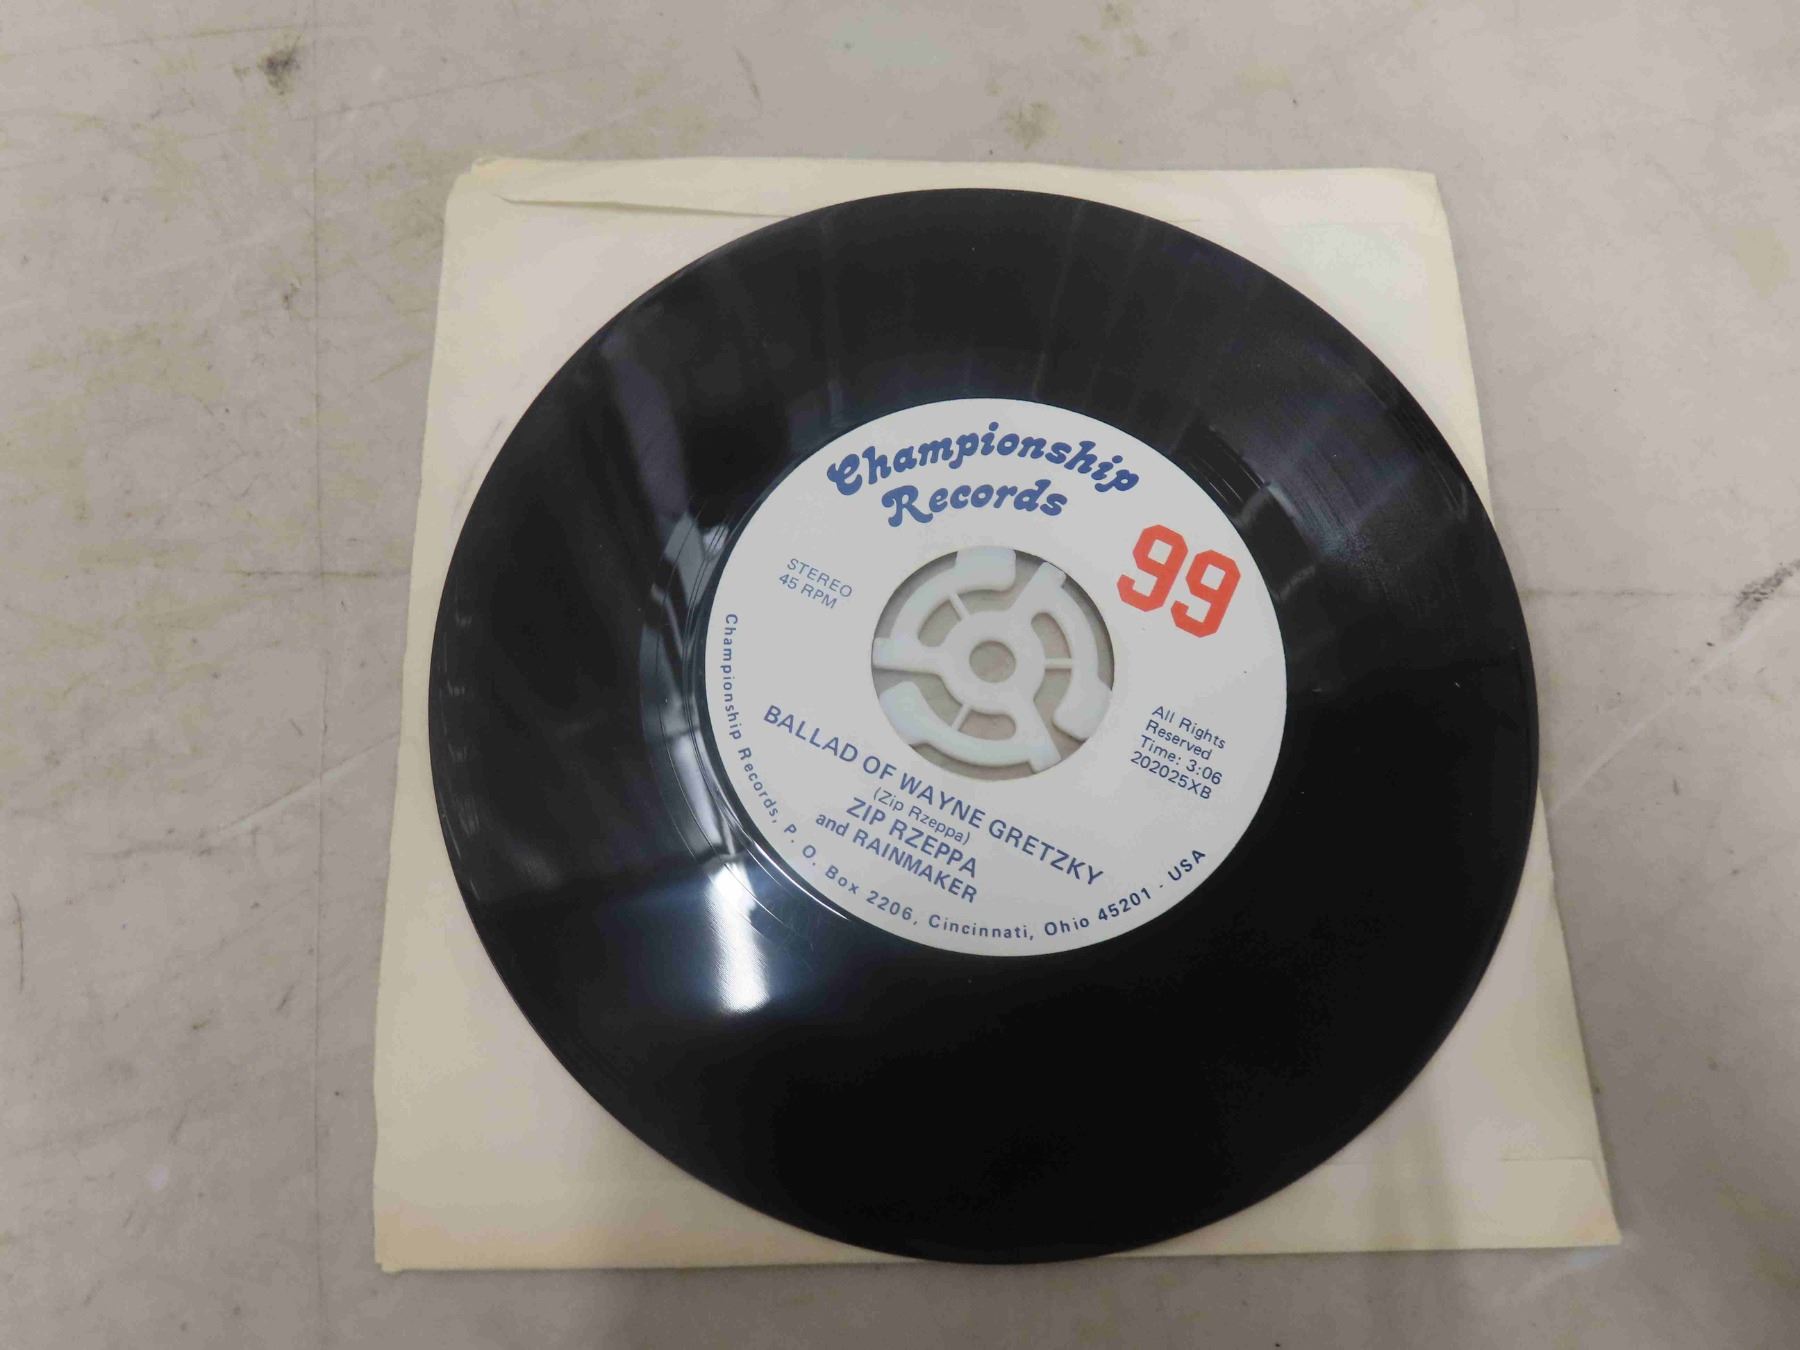 Championship
Records
99
STEREO
45 RPM
All Rights
Reserved
Time: 3:06
202025XB
BALLAD OF WAYNE GRETZKY
(Zip Rzeppa)
ZIP RZEPPA
and RAINMAKER
Championship Records, P. O. Box 2206, Cincinnati, Ohio 45201 - USA